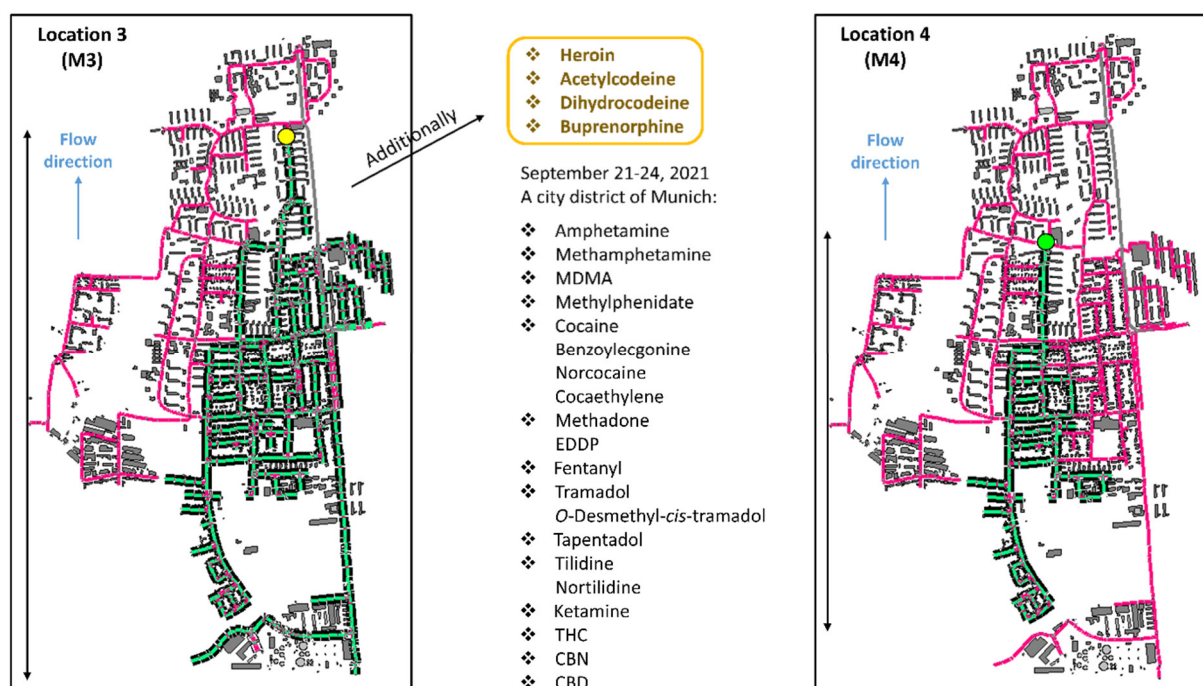 Location 3
(M3)
Flow
direction
Additionally
❖ Heroin
❖ Acetylcodeine
❖ Dihydrocodeine
❖ Buprenorphine
September 21-24, 2021
A city district of Munich:
❖ Amphetamine
❖ Methamphetamine
❖ MDMA
❖ Methylphenidate
❖ Cocaine
Benzoylecgonine
Norcocaine
Cocaethylene
❖ Methadone
EDDP
❖ Fentanyl
❖ Tramadol
O-Desmethyl-cis-tramadol
❖ Tapentadol
❖ Tilidine
Nortilidine
❖ Ketamine
❖ THC
❖ CBN
❖ CBD
Location 4
(M4)
Flow
direction